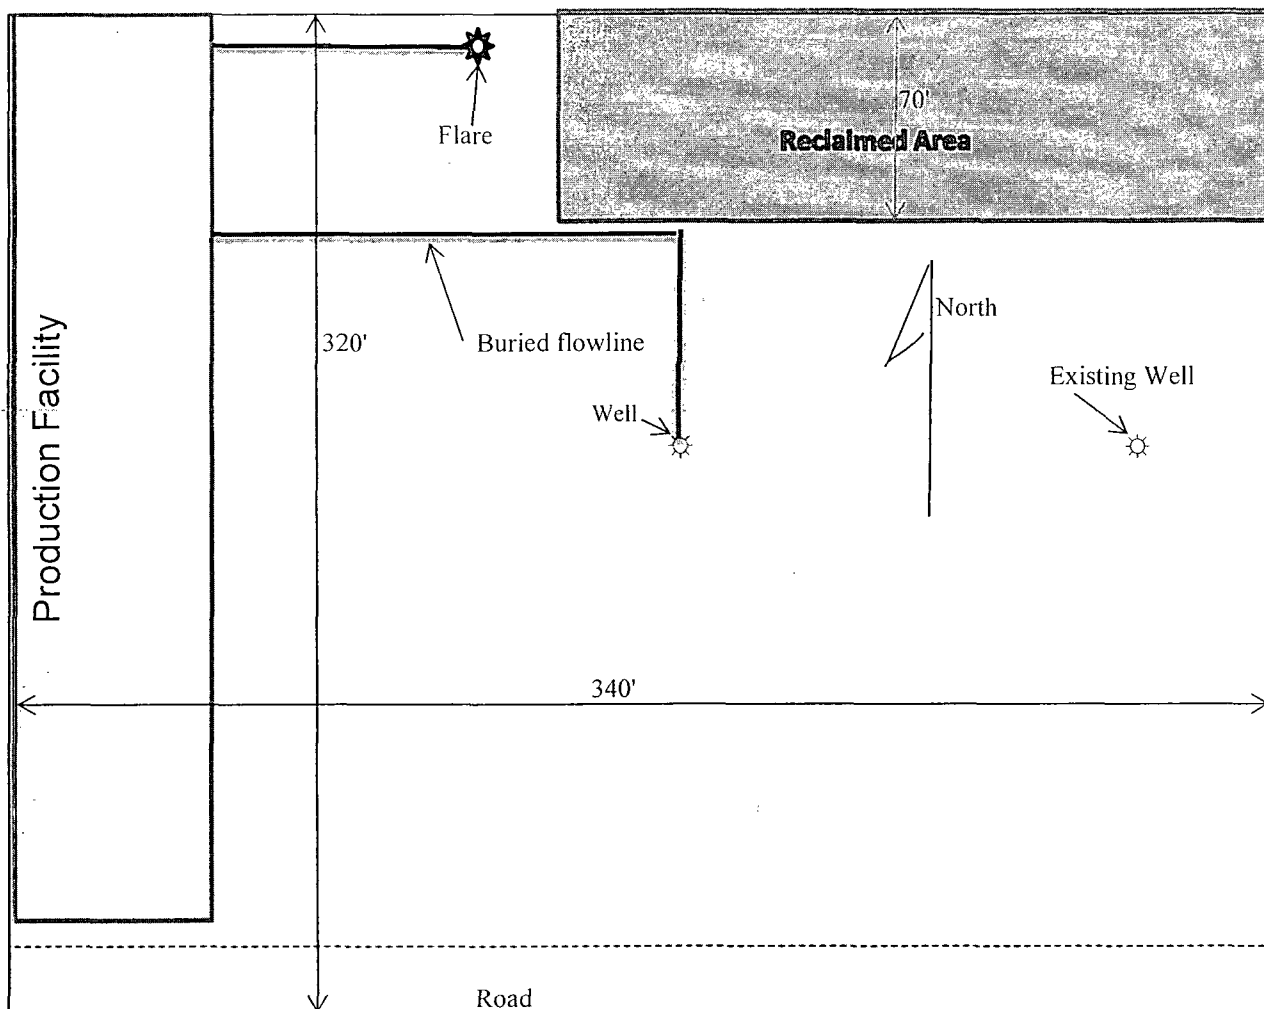 70'
Reclaimed Area
Flare
North
320'
Buried flowline
Existing Well
Well
Production Facility
340'
Road